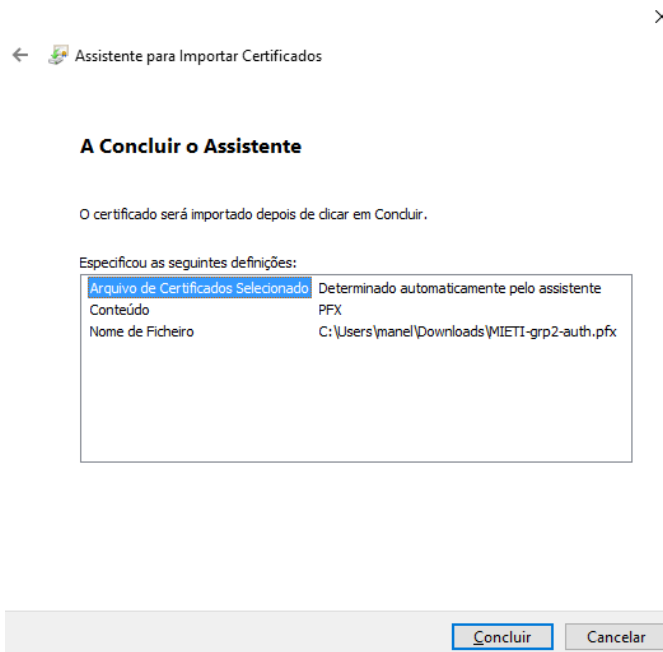 Assistente para Importar Certificados
A Concluir o Assistente
O certificado será importado depois de clicar em Concluir.
Especificou as seguintes definições:
Arquivo de Certificados Selecionado Determinado automaticamente pelo assistente
Conteúdo PFX
Nome de Ficheiro C:\Users\manel\Downloads\MIETI-grp2-auth.pfx
Concluir Cancelar